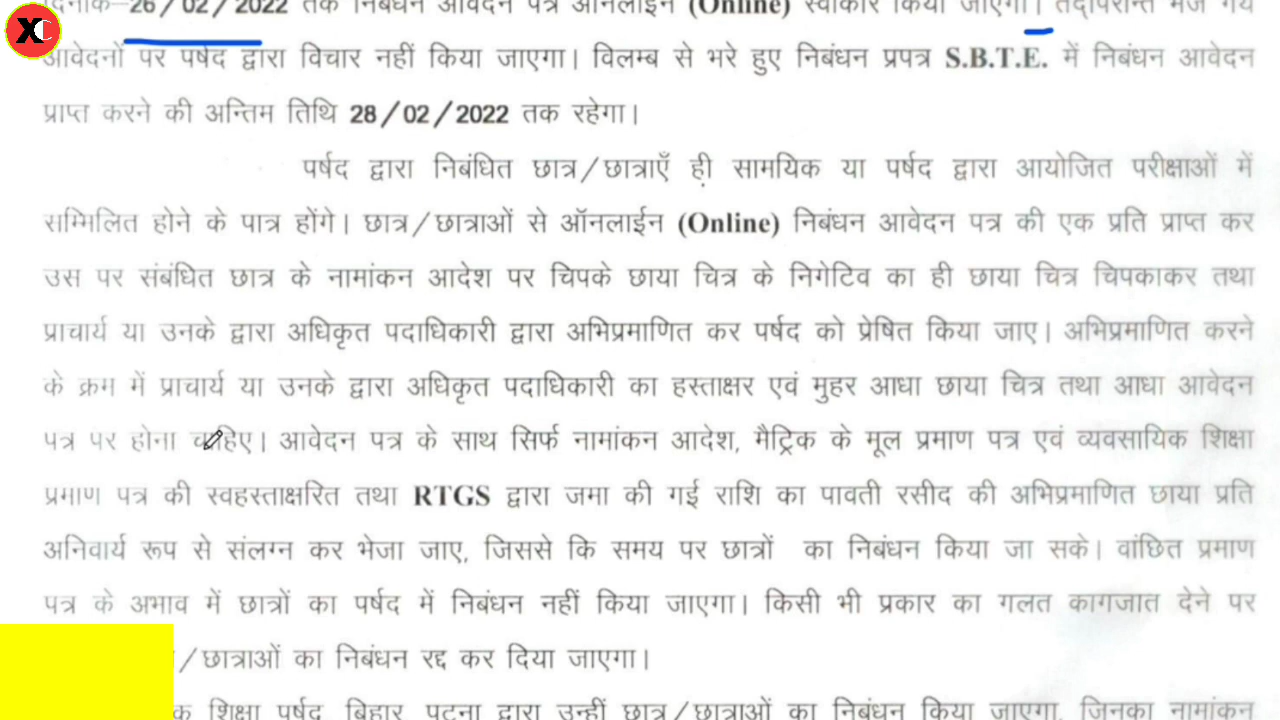 XC
26/02/2022 तक निबंधन आवेदन पत्र ऑनलाईन (Online) स्वीकार किया जाएगा। तद्उपरान्त भेजे गये
आवेदनों पर पर्षद द्वारा विचार नहीं किया जाएगा। विलम्ब से भरे हुए निबंधन प्रपत्र S.B.T.E. में निबंधन आवेदन
प्राप्त करने की अन्तिम तिथि 28/02/2022 तक रहेगा।
पर्षद द्वारा निबंधित छात्र/छात्राएँ ही सामयिक या पर्षद द्वारा आयोजित परीक्षाओं में
सम्मिलित होने के पात्र होंगे। छात्र/छात्राओं से ऑनलाईन (Online) निबंधन आवेदन पत्र की एक प्रति प्राप्त कर
उस पर संबंधित छात्र के नामांकन आदेश पर चिपके छाया चित्र के निगेटिव का ही छाया चित्र चिपकाकर तथा
प्राचार्य या उनके द्वारा अधिकृत पदाधिकारी द्वारा अभिप्रमाणित कर पर्षद को प्रेषित किया जाए। अभिप्रमाणित करने
के क्रम में प्राचार्य या उनके द्वारा अधिकृत पदाधिकारी का हस्ताक्षर एवं मुहर आधा छाया चित्र तथा आधा आवेदन
पत्र पर होना चाहिए। आवेदन पत्र के साथ सिर्फ नामांकन आदेश, मैट्रिक के मूल प्रमाण पत्र एवं व्यवसायिक शिक्षा
प्रमाण पत्र की स्वहस्ताक्षरित तथा RTGS द्वारा जमा की गई राशि का पावती रसीद की अभिप्रमाणित छाया प्रति
अनिवार्य रूप से संलग्न कर भेजा जाए, जिससे कि समय पर छात्रों का निबंधन किया जा सके। वांछित प्रमाण
पत्र के अभाव में छात्रों का पर्षद में निबंधन नहीं किया जाएगा। किसी भी प्रकार का गलत कागजात देने पर
/छात्राओं का निबंधन रद्द कर दिया जाएगा।
क शिक्षा पर्षद, बिहार, पटना द्वारा उन्हीं छात्र/छात्राओं का निबंधन किया जाएगा, जिनका नामांकन